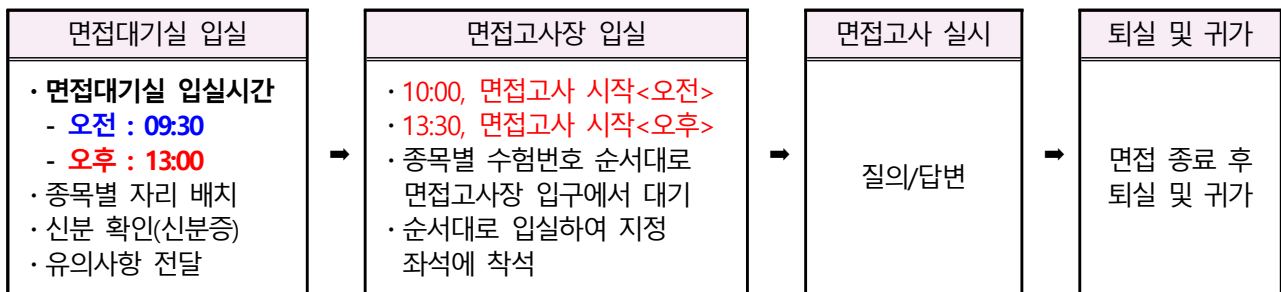 면접대기실 입실
· 면접대기실 입실시간
- 오전 : 09:30
- 오후 : 13:00
· 종목별 자리 배치
· 신분 확인(신분증)
· 유의사항 전달
➡
면접고사장 입실
· 10:00, 면접고사 시작<오전>
· 13:30, 면접고사 시작<오후>
· 종목별 수험번호 순서대로
면접고사장 입구에서 대기
· 순서대로 입실하여 지정
좌석에 착석
➡
면접고사 실시
질의/답변
➡
퇴실 및 귀가
면접 종료 후
퇴실 및 귀가